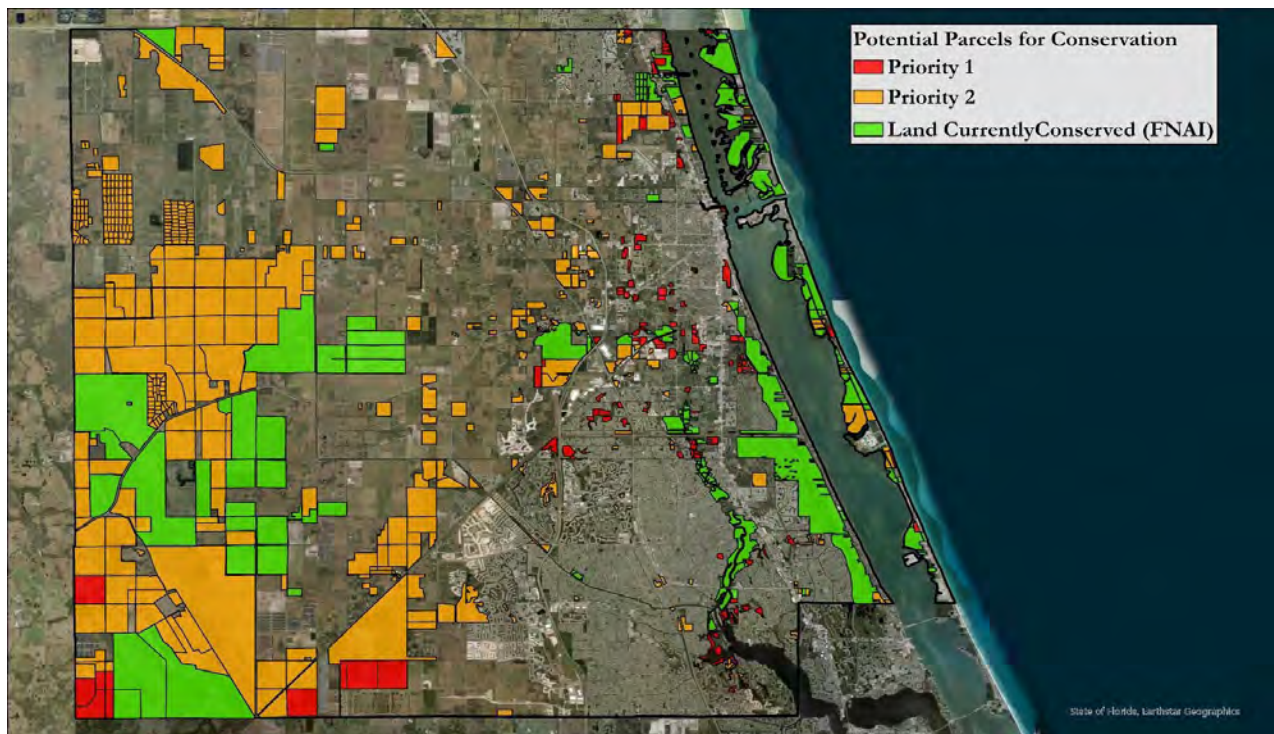 Potential Parcels for Conservation
Priority 1
Priority 2
Land CurrentlyConserved (FNAI)
State of Florida, Earthstar Geographics